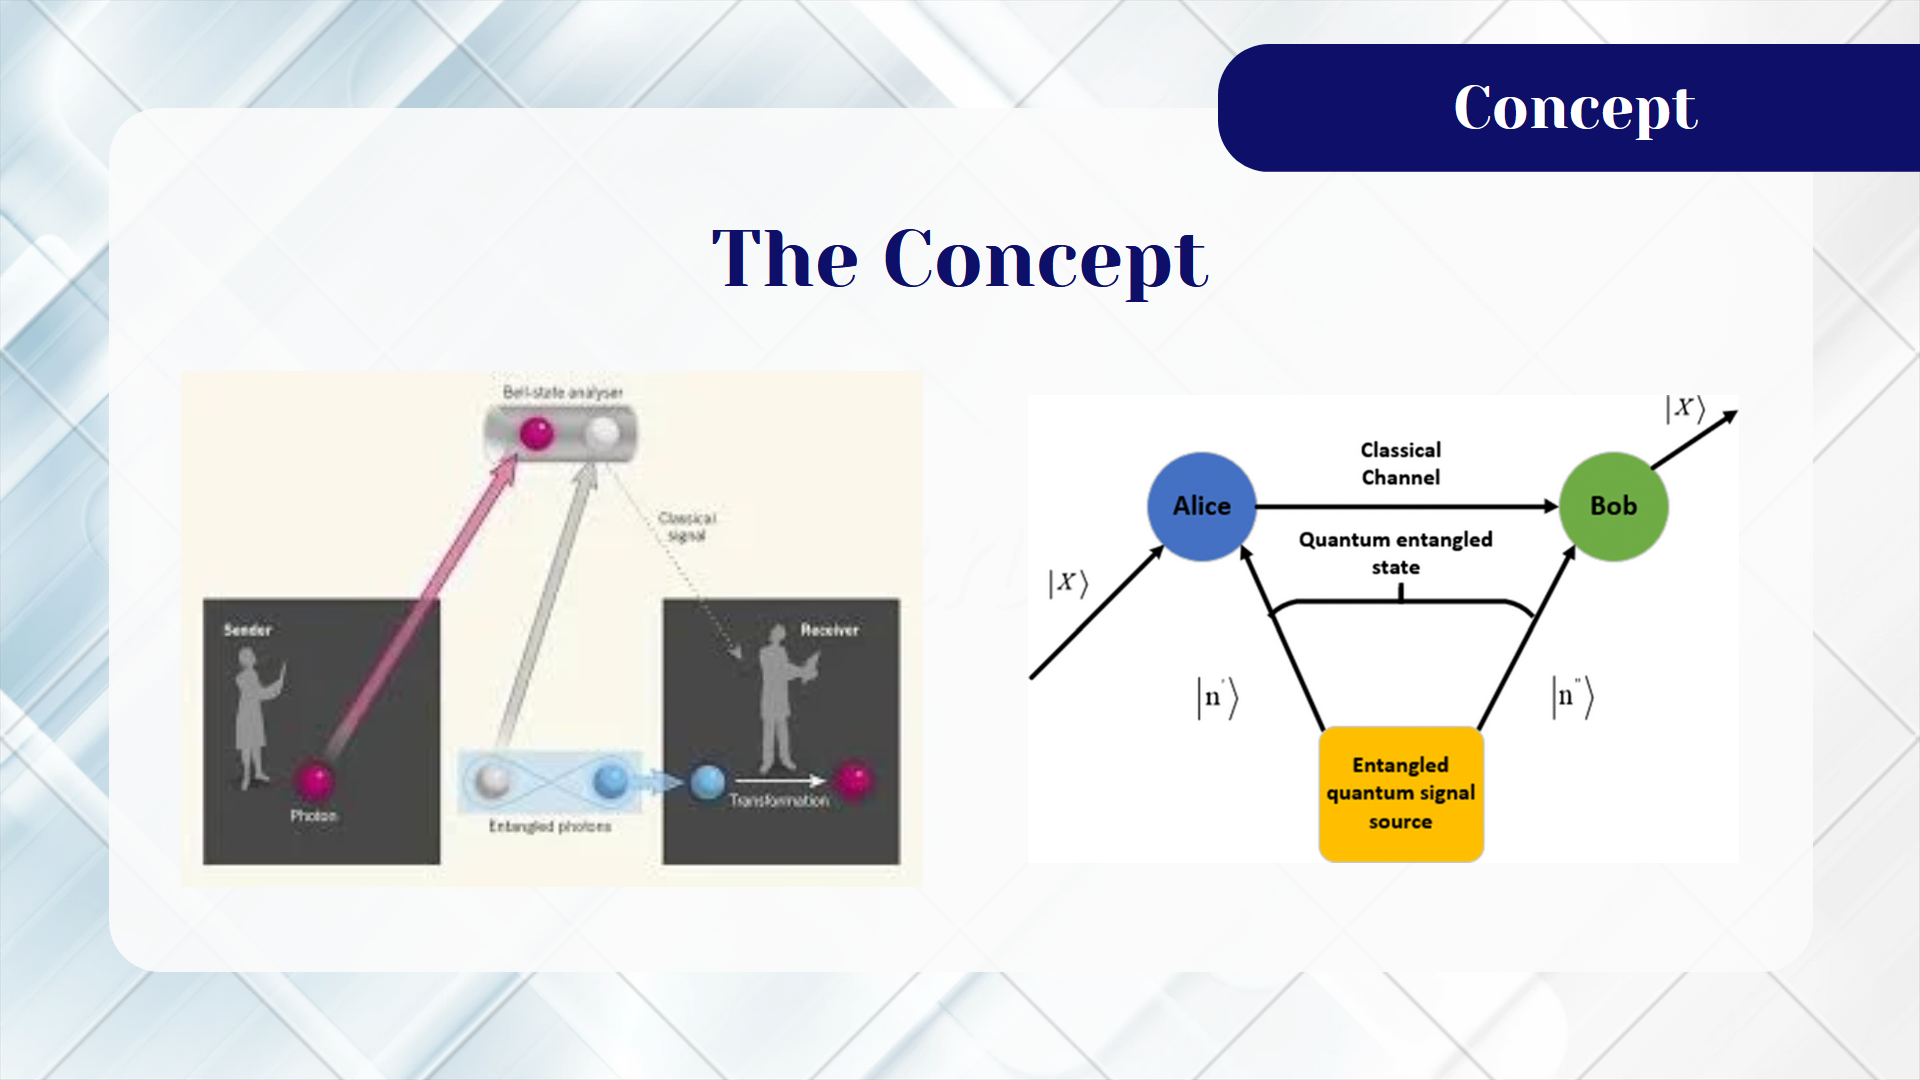 Concept
The Concept
Bell-state analyser
Classical
signal
Sender
Receiver
Photon
Transformation
Entangled photons
|X⟩
Classical
Channel
Alice
Bob
Quantum entangled
state
|X⟩
|n'⟩
|n"⟩
Entangled
quantum signal
source